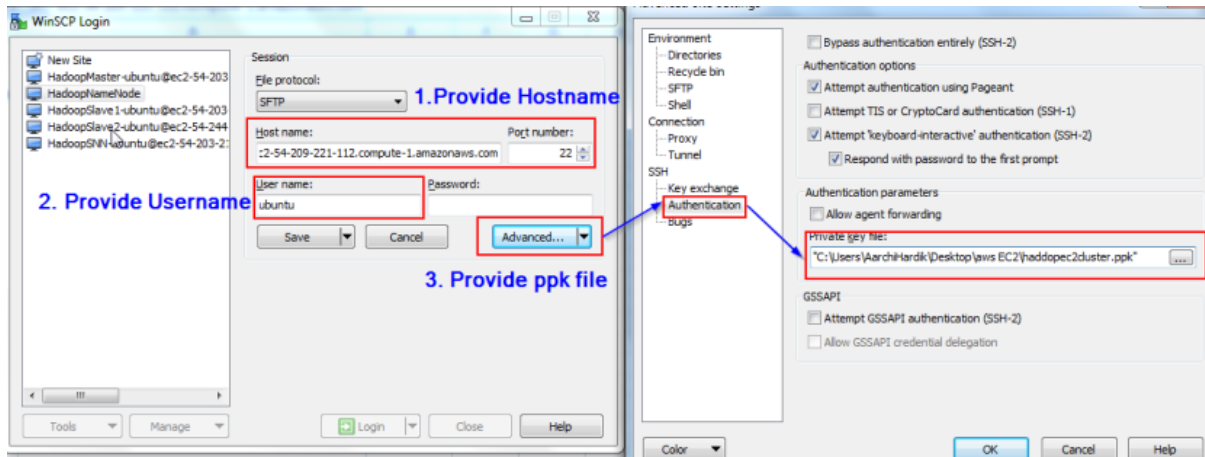 WinSCP Login
New Site
HadoopMaster-ubuntu@ec2-54-203
HadoopNameNode
HadoopSlave1-ubuntu@ec2-54-203
HadoopSlave2-ubuntu@ec2-54-244
HadoopSNN-ubuntu@ec2-54-203-21
Session
File protocol:
SFTP
1.Provide Hostname
Host name:
Port number:
:2-54-209-221-112.compute-1.amazonaws.com
22
2. Provide Username
User name:
Password:
ubuntu
Save
Cancel
Advanced...
3. Provide ppk file
Tools
Manage
Login
Close
Help
Environment
Directories
Recycle bin
SFTP
Shell
Connection
Proxy
Tunnel
SSH
Key exchange
Authentication
Bugs
Bypass authentication entirely (SSH-2)
Authentication options
Attempt authentication using Pageant
Attempt TIS or CryptoCard authentication (SSH-1)
Attempt 'keyboard-interactive' authentication (SSH-2)
Respond with password to the first prompt
Authentication parameters
Allow agent forwarding
Private key file:
"C:\Users\AarchiHardik\Desktop\aws EC2\haddopec2cluster.ppk"
...
GSSAPI
Attempt GSSAPI authentication (SSH-2)
Allow GSSAPI credential delegation
Color
OK
Cancel
Help